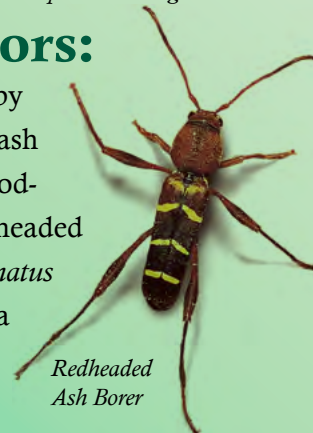 ors:
by
ash
od-
headed
natus
a
Redheaded
Ash Borer